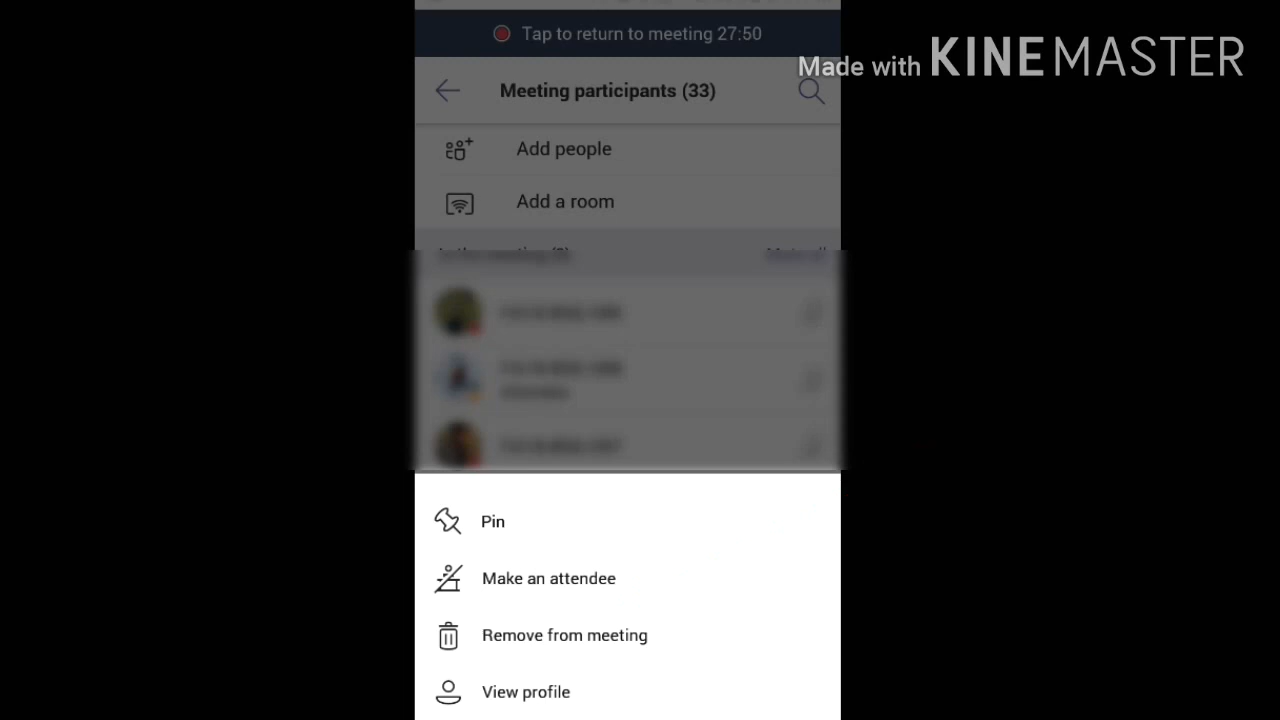 Tap to return to meeting 27:50
Made with KINEMASTER
Meeting participants (33)
Add people
Add a room
Pin
Make an attendee
Remove from meeting
View profile